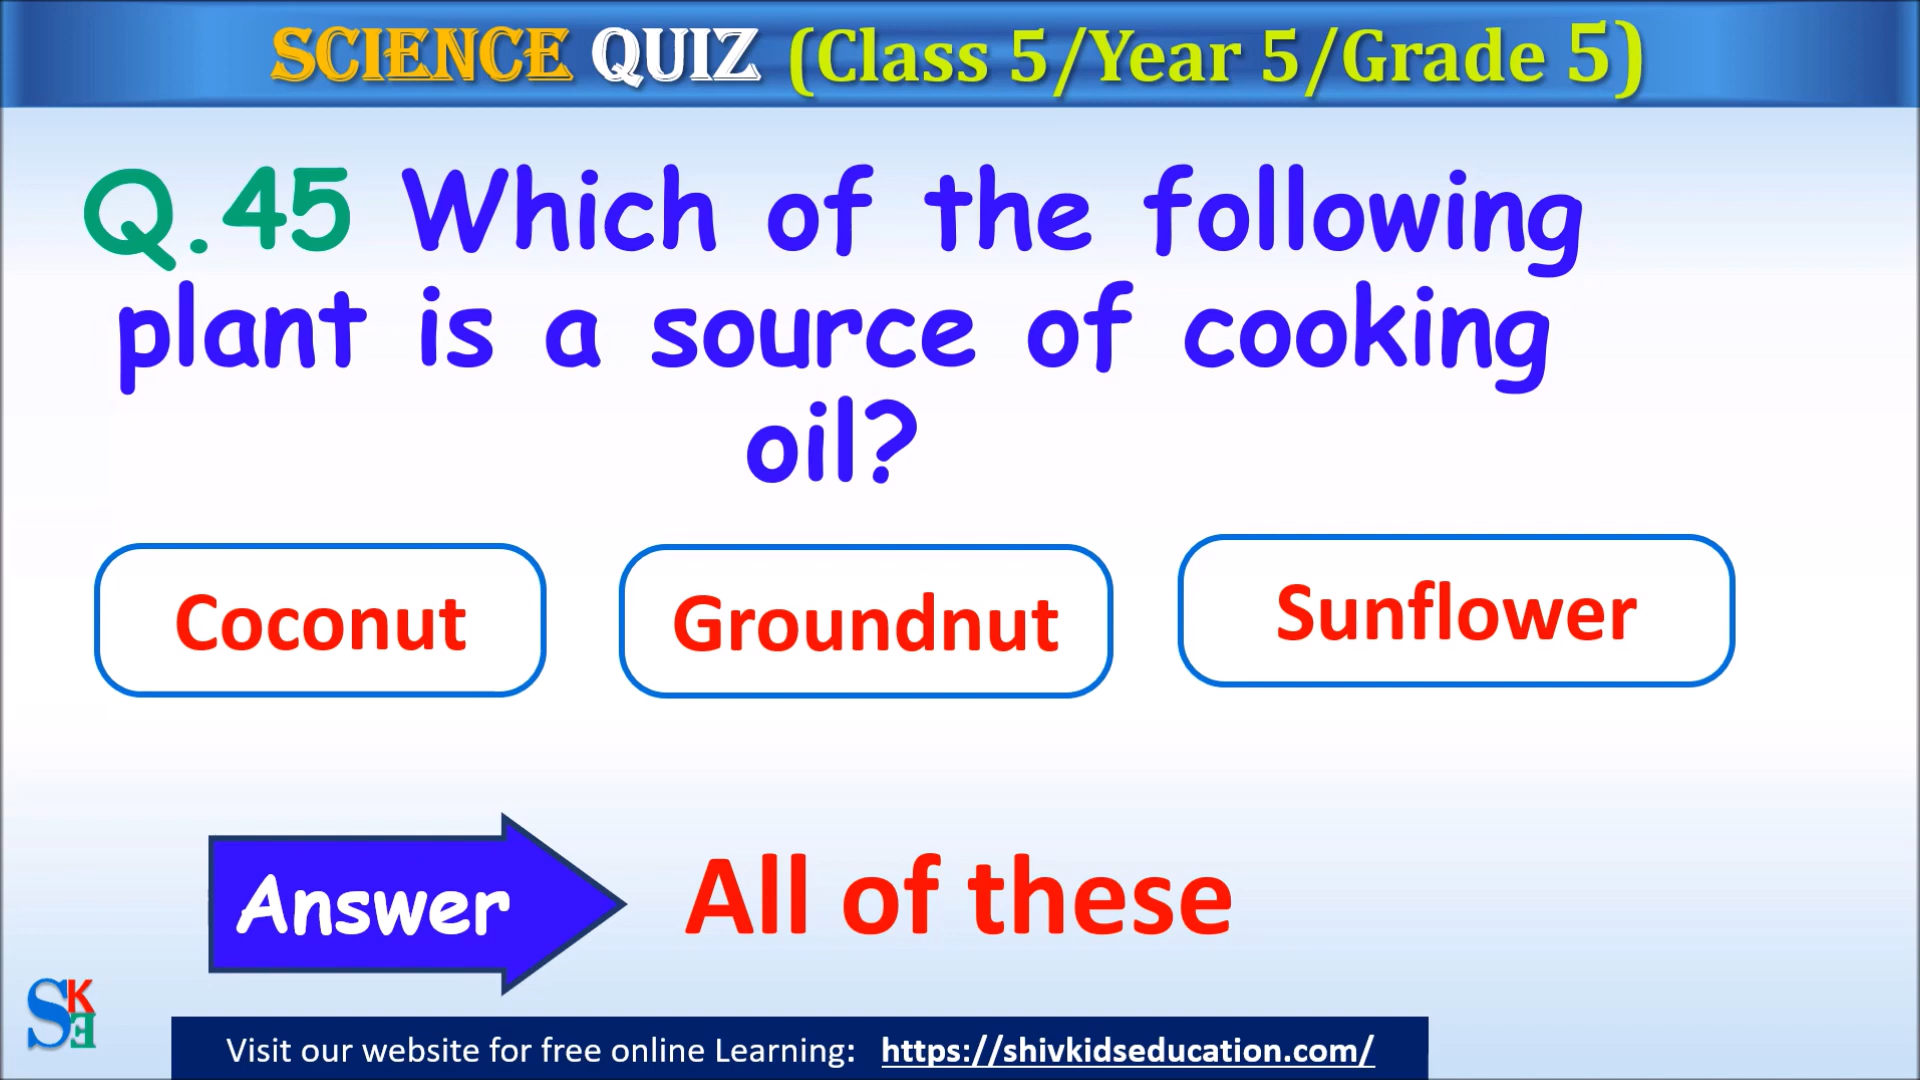 SCIENCE QUIZ (Class 5/Year 5/Grade 5)
Q.45 Which of the following
plant is a source of cooking
oil?
Coconut
Groundnut
Sunflower
Answer
All of these
SKE
Visit our website for free online Learning: https://shivkidseducation.com/